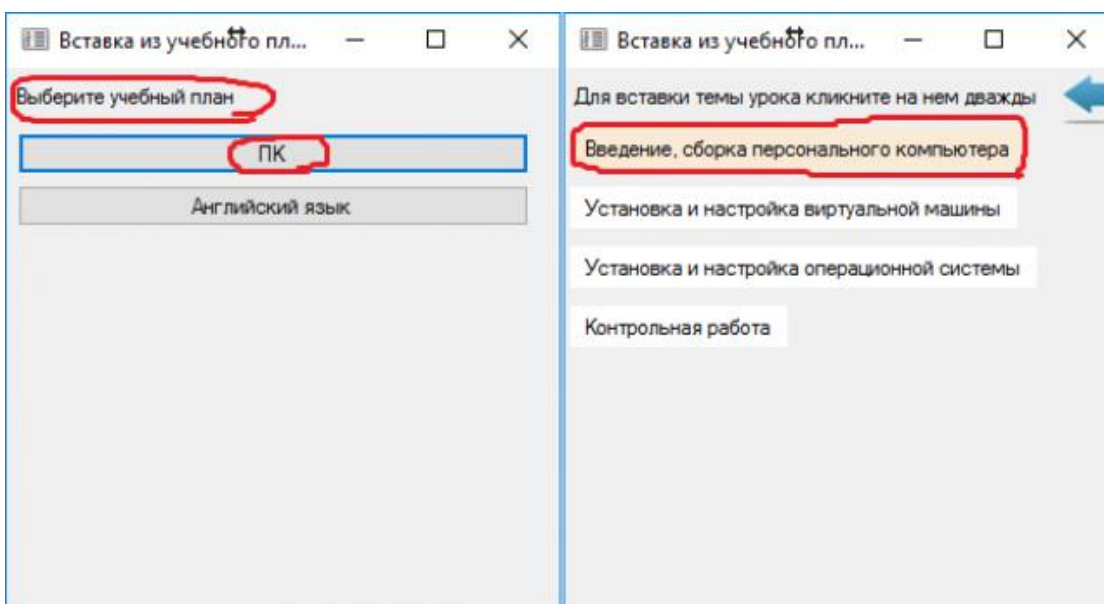 Вставка из учебного пл...
Выберите учебный план
ПК
Английский язык
Вставка из учебного пл...
Для вставки темы урока кликните на нем дважды
Введение, сборка персонального компьютера
Установка и настройка виртуальной машины
Установка и настройка операционной системы
Контрольная работа